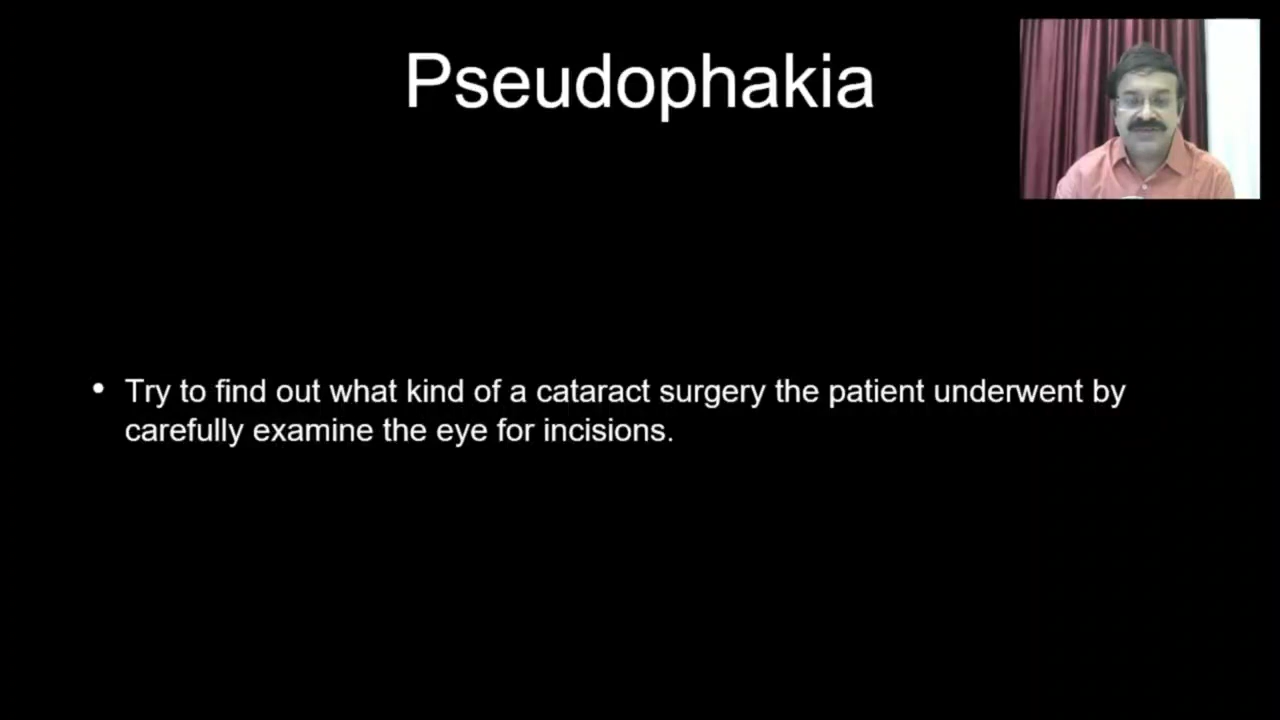 Pseudophakia
• Try to find out what kind of a cataract surgery the patient underwent by
carefully examine the eye for incisions.